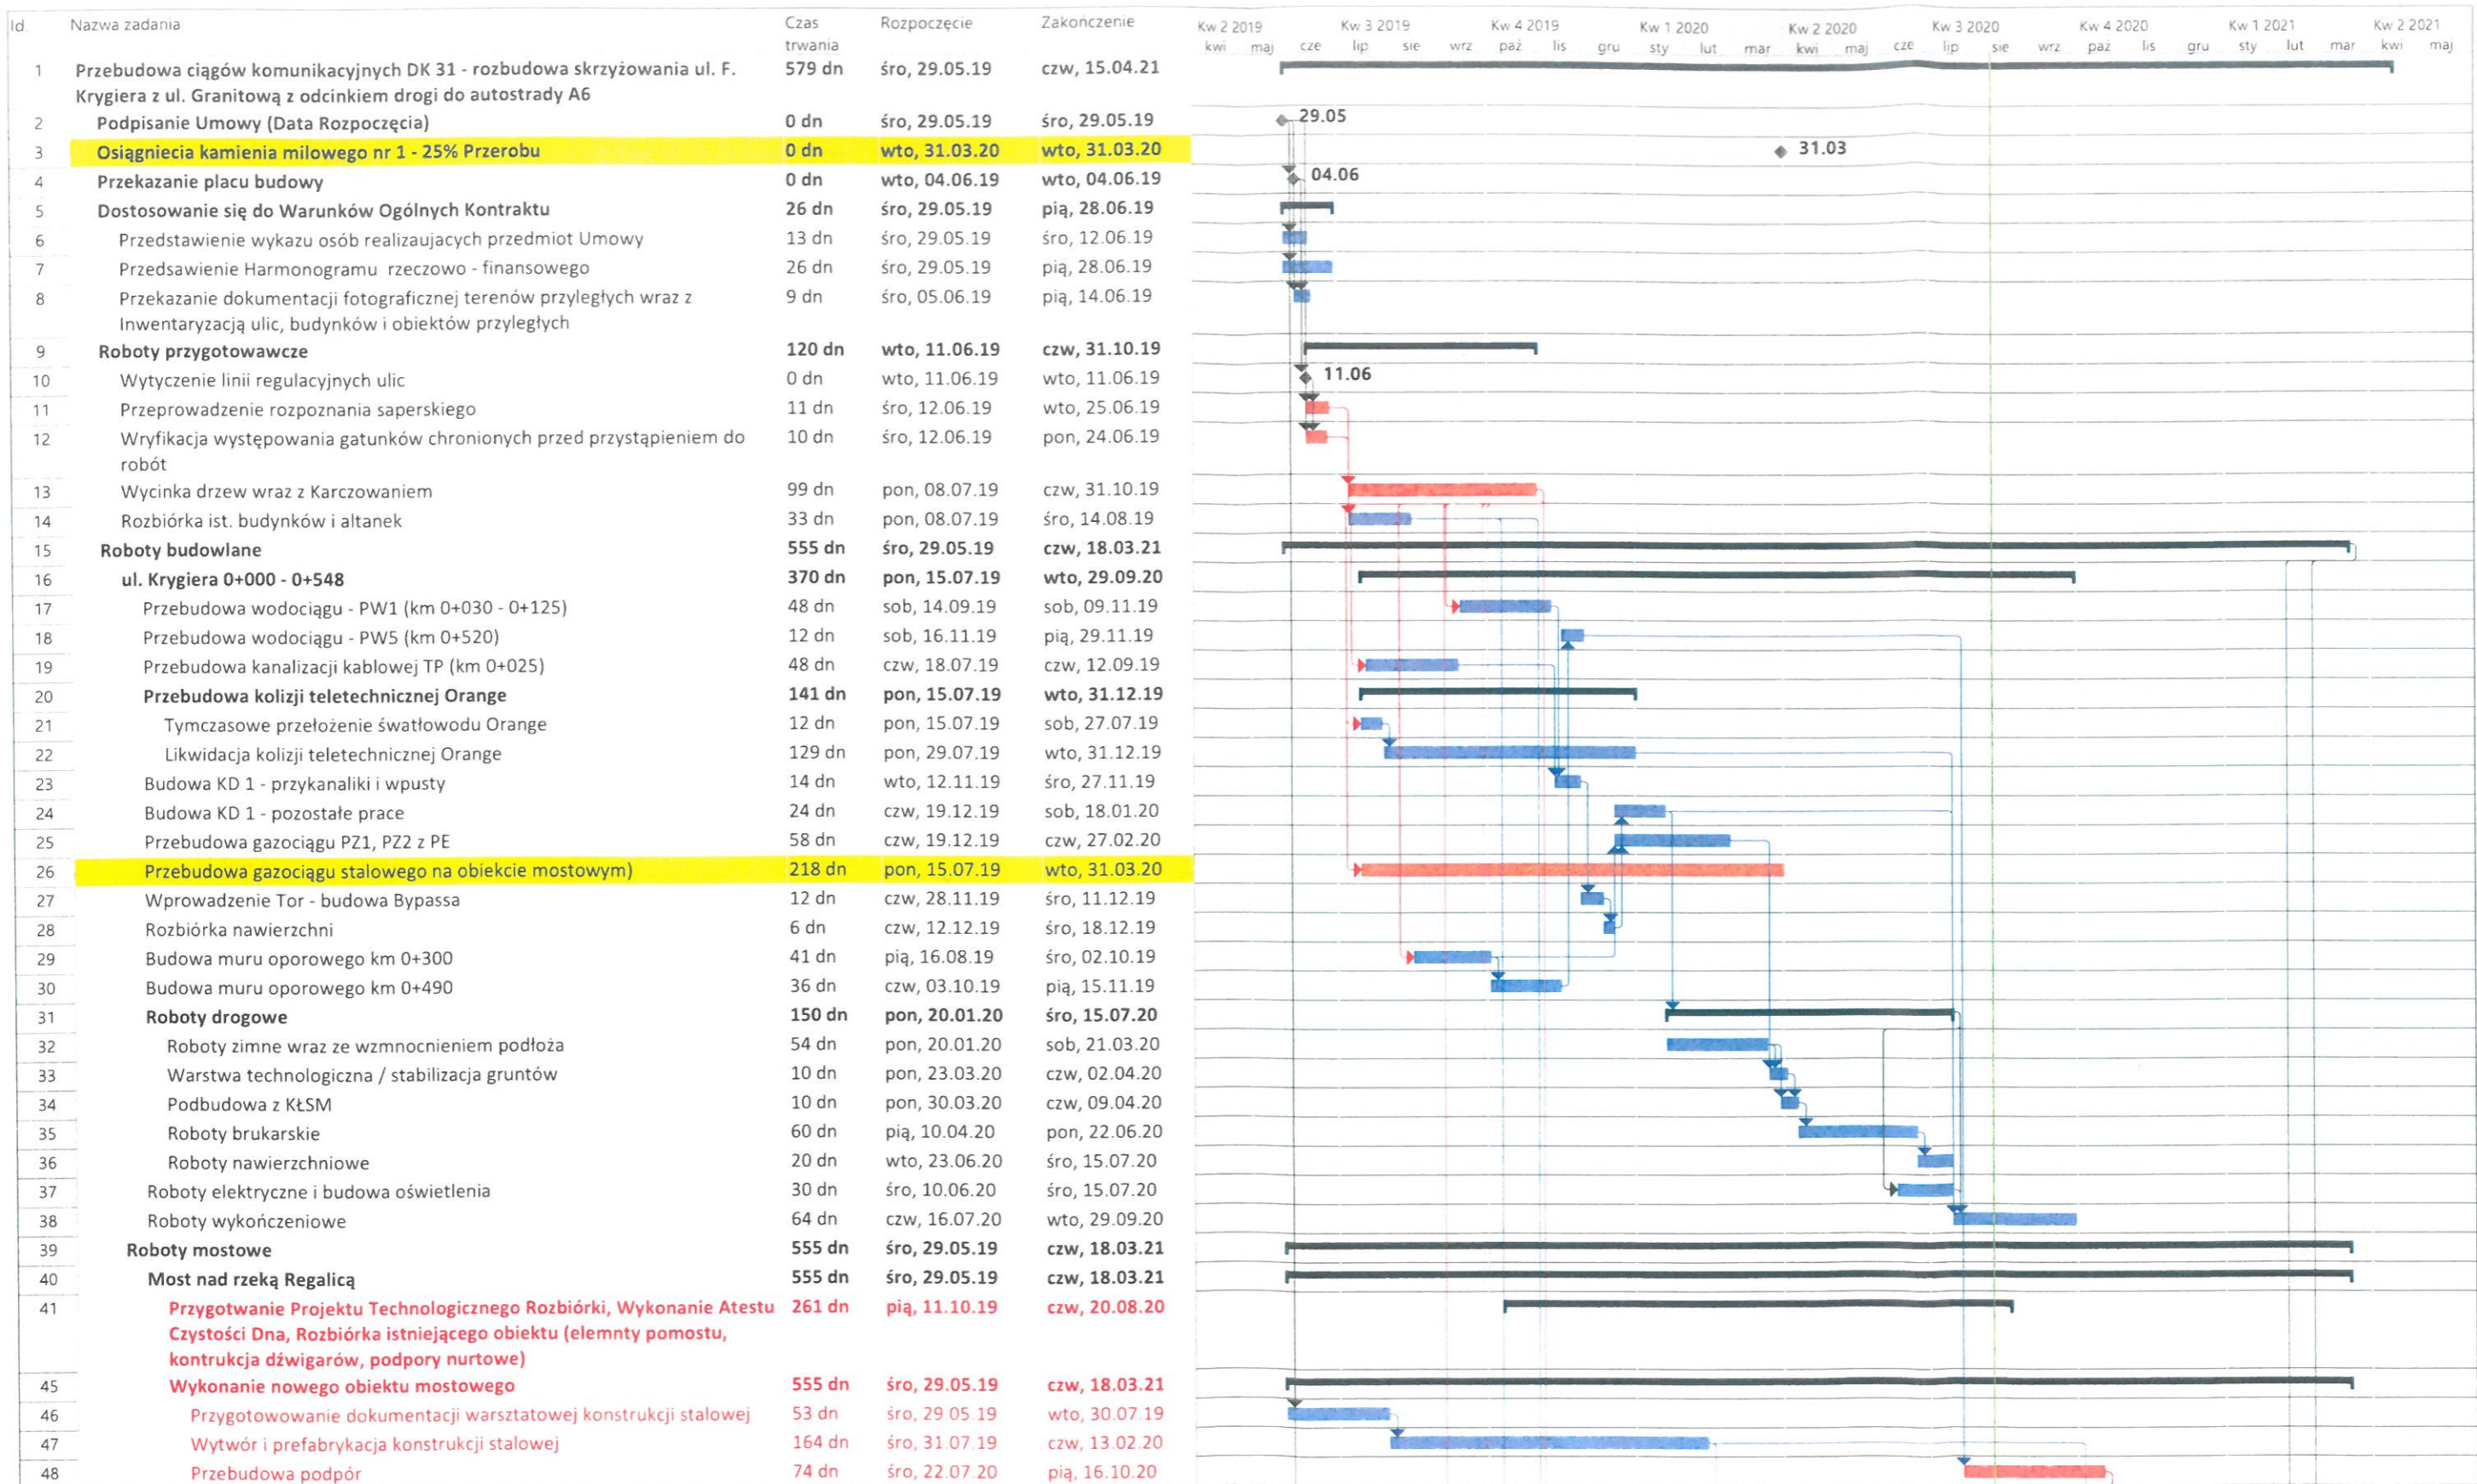 Id. Nazwa zadania Czas trwania Rozpoczęcie Zakończenie
Kw 2 2019 Kw 3 2019 Kw 4 2019 Kw 1 2020 Kw 2 2020 Kw 3 2020 Kw 4 2020 Kw 1 2021 Kw 2 2021
kwi maj cze lip sie wrz paź lis gru sty lut mar kwi maj cze lip sie wrz paź lis gru sty lut mar kwi maj
1 Przebudowa ciągów komunikacyjnych DK 31 - rozbudowa skrzyżowania ul. F. 579 dn śro, 29.05.19 czw, 15.04.21
Krygiera z ul. Granitową z odcinkiem drogi do autostrady A6
2 Podpisanie Umowy (Data Rozpoczęcia) 0 dn śro, 29.05.19 śro, 29.05.19 29.05
3 Osiągniecia kamienia milowego nr 1 - 25% Przerobu 0 dn wto, 31.03.20 wto, 31.03.20 31.03
4 Przekazanie placu budowy 0 dn wto, 04.06.19 wto, 04.06.19 04.06
5 Dostosowanie się do Warunków Ogólnych Kontraktu 26 dn śro, 29.05.19 pią, 28.06.19
6 Przedstawienie wykazu osób realizaujacych przedmiot Umowy 13 dn śro, 29.05.19 śro, 12.06.19
7 Przedsawienie Harmonogramu rzeczowo - finansowego 26 dn śro, 29.05.19 pią, 28.06.19
8 Przekazanie dokumentacji fotograficznej terenów przyległych wraz z 9 dn śro, 05.06.19 pią, 14.06.19
Inwentaryzacją ulic, budynków i obiektów przyległych
9 Roboty przygotowawcze 120 dn wto, 11.06.19 czw, 31.10.19
10 Wytyczenie linii regulacyjnych ulic 0 dn wto, 11.06.19 wto, 11.06.19 11.06
11 Przeprowadzenie rozpoznania saperskiego 11 dn śro, 12.06.19 wto, 25.06.19
12 Wryfikacja występowania gatunków chronionych przed przystąpieniem do 10 dn śro, 12.06.19 pon, 24.06.19
robót
13 Wycinka drzew wraz z Karczowaniem 99 dn pon, 08.07.19 czw, 31.10.19
14 Rozbiórka ist. budynków i altanek 33 dn pon, 08.07.19 śro, 14.08.19
15 Roboty budowlane 555 dn śro, 29.05.19 czw, 18.03.21
16 ul. Krygiera 0+000 - 0+548 370 dn pon, 15.07.19 wto, 29.09.20
17 Przebudowa wodociągu - PW1 (km 0+030 - 0+125) 48 dn sob, 14.09.19 sob, 09.11.19
18 Przebudowa wodociągu - PW5 (km 0+520) 12 dn sob, 16.11.19 pią, 29.11.19
19 Przebudowa kanalizacji kablowej TP (km 0+025) 48 dn czw, 18.07.19 czw, 12.09.19
20 Przebudowa kolizji teletechnicznej Orange 141 dn pon, 15.07.19 wto, 31.12.19
21 Tymczasowe przełożenie śwatłowodu Orange 12 dn pon, 15.07.19 sob, 27.07.19
22 Likwidacja kolizji teletechnicznej Orange 129 dn pon, 29.07.19 wto, 31.12.19
23 Budowa KD 1 - przykanaliki i wpusty 14 dn wto, 12.11.19 śro, 27.11.19
24 Budowa KD 1 - pozostałe prace 24 dn czw, 19.12.19 sob, 18.01.20
25 Przebudowa gazociągu PZ1, PZ2 z PE 58 dn czw, 19.12.19 czw, 27.02.20
26 Przebudowa gazociągu stalowego na obiekcie mostowym) 218 dn pon, 15.07.19 wto, 31.03.20
27 Wprowadzenie Tor - budowa Bypassa 12 dn czw, 28.11.19 śro, 11.12.19
28 Rozbiórka nawierzchni 6 dn czw, 12.12.19 śro, 18.12.19
29 Budowa muru oporowego km 0+300 41 dn pią, 16.08.19 śro, 02.10.19
30 Budowa muru oporowego km 0+490 36 dn czw, 03.10.19 pią, 15.11.19
31 Roboty drogowe 150 dn pon, 20.01.20 śro, 15.07.20
32 Roboty zimne wraz ze wzmnocnieniem podłoża 54 dn pon, 20.01.20 sob, 21.03.20
33 Warstwa technologiczna / stabilizacja gruntów 10 dn pon, 23.03.20 czw, 02.04.20
34 Podbudowa z KŁSM 10 dn pon, 30.03.20 czw, 09.04.20
35 Roboty brukarskie 60 dn pią, 10.04.20 pon, 22.06.20
36 Roboty nawierzchniowe 20 dn wto, 23.06.20 śro, 15.07.20
37 Roboty elektryczne i budowa oświetlenia 30 dn śro, 10.06.20 śro, 15.07.20
38 Roboty wykończeniowe 64 dn czw, 16.07.20 wto, 29.09.20
39 Roboty mostowe 555 dn śro, 29.05.19 czw, 18.03.21
40 Most nad rzeką Regalicą 555 dn śro, 29.05.19 czw, 18.03.21
41 Przygotwanie Projektu Technologicznego Rozbiórki, Wykonanie Atestu 261 dn pią, 11.10.19 czw, 20.08.20
Czystości Dna, Rozbiórka istniejącego obiektu (elemnty pomostu,
kontrukcja dźwigarów, podpory nurtowe)
45 Wykonanie nowego obiektu mostowego 555 dn śro, 29.05.19 czw, 18.03.21
46 Przygotowowanie dokumentacji warsztatowej konstrukcji stalowej 53 dn śro, 29.05.19 wto, 30.07.19
47 Wytwór i prefabrykacja konstrukcji stalowej 164 dn śro, 31.07.19 czw, 13.02.20
48 Przebudowa podpór 74 dn śro, 22.07.20 pią, 16.10.20